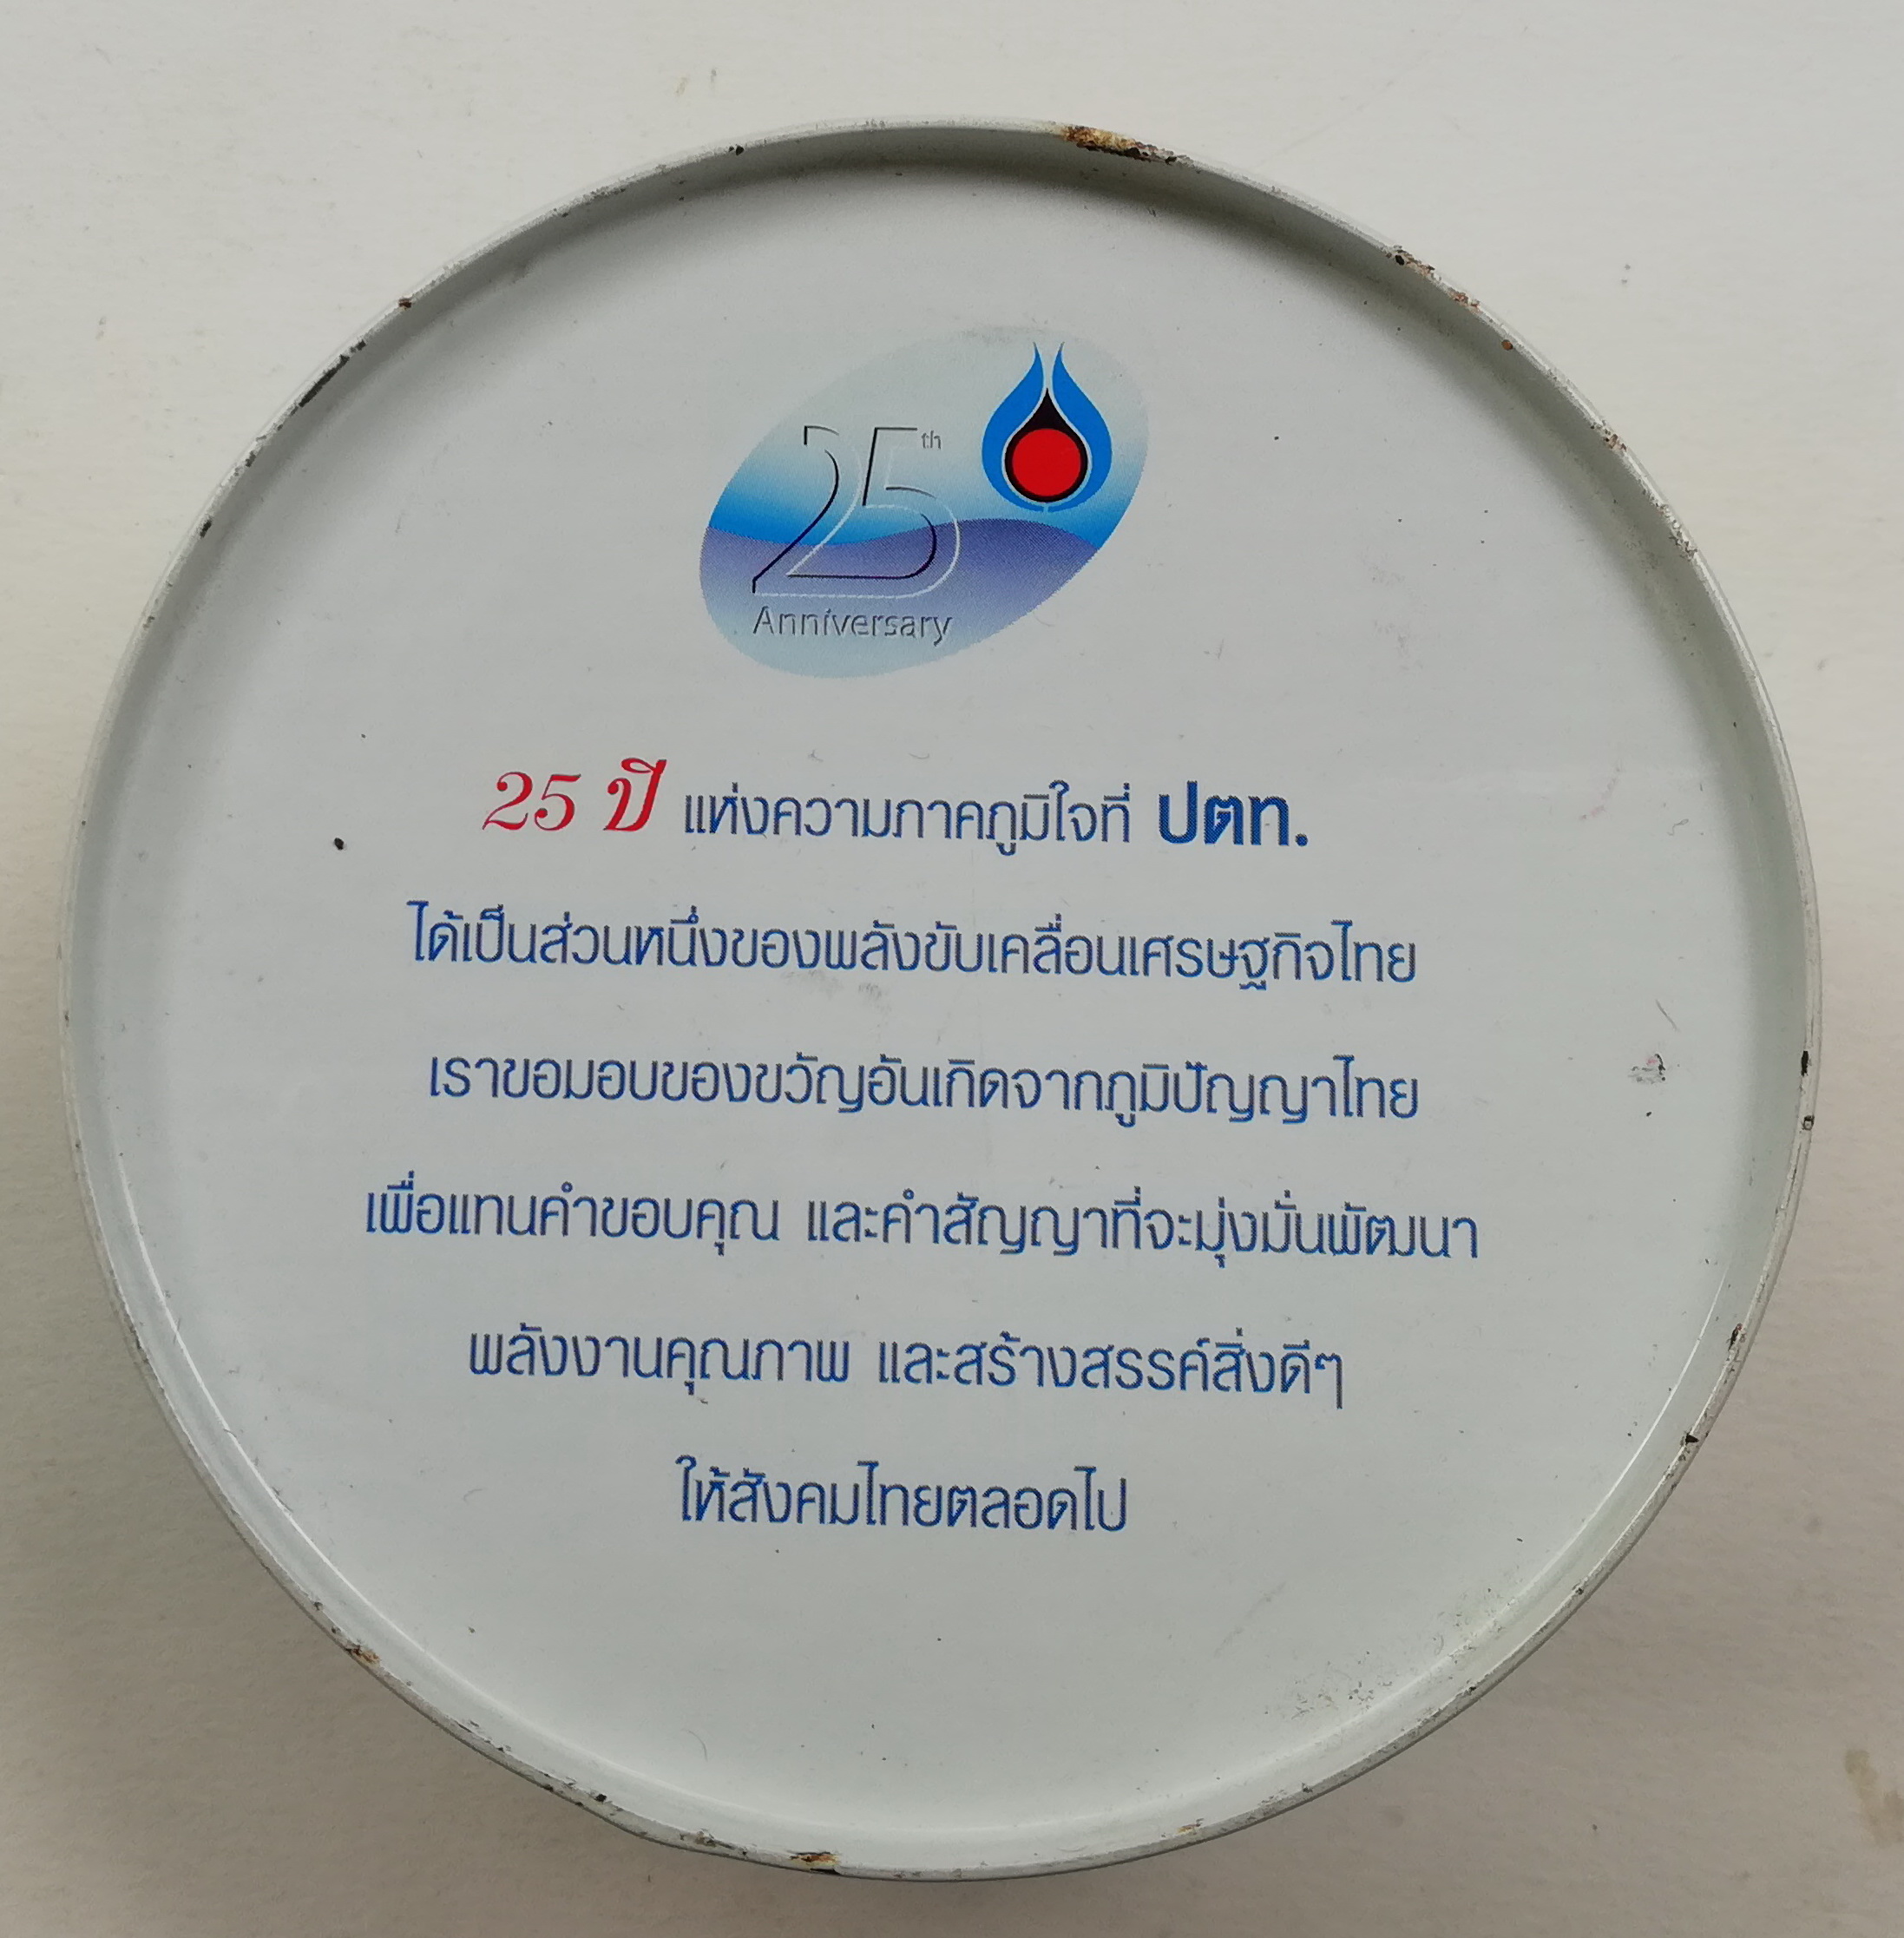 25th
Anniversary
25 ปี แห่งความภาคภูมิใจที่ ปตท.
ได้เป็นส่วนหนึ่งของพลังขับเคลื่อนเศรษฐกิจไทย
เราขอมอบของขวัญอันเกิดจากภูมิปัญญาไทย
เพื่อแทนคำขอบคุณ และคำสัญญาที่จะมุ่งมั่นพัฒนา
พลังงานคุณภาพ และสร้างสรรค์สิ่งดีๆ
ให้สังคมไทยตลอดไป